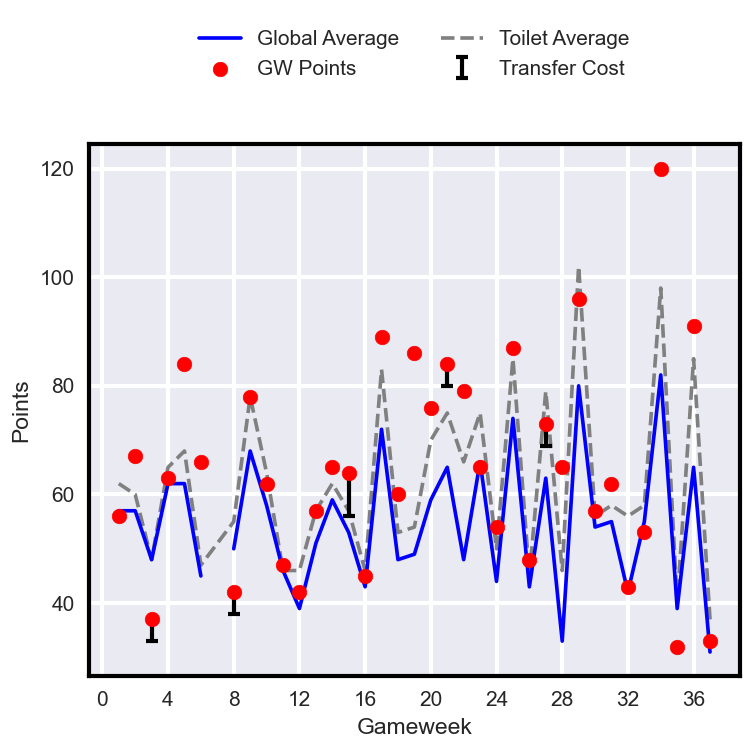 Global Average
Toilet Average
GW Points
Transfer Cost
120
100
80
60
40
Points
0 4 8 12 16 20 24 28 32 36
Gameweek